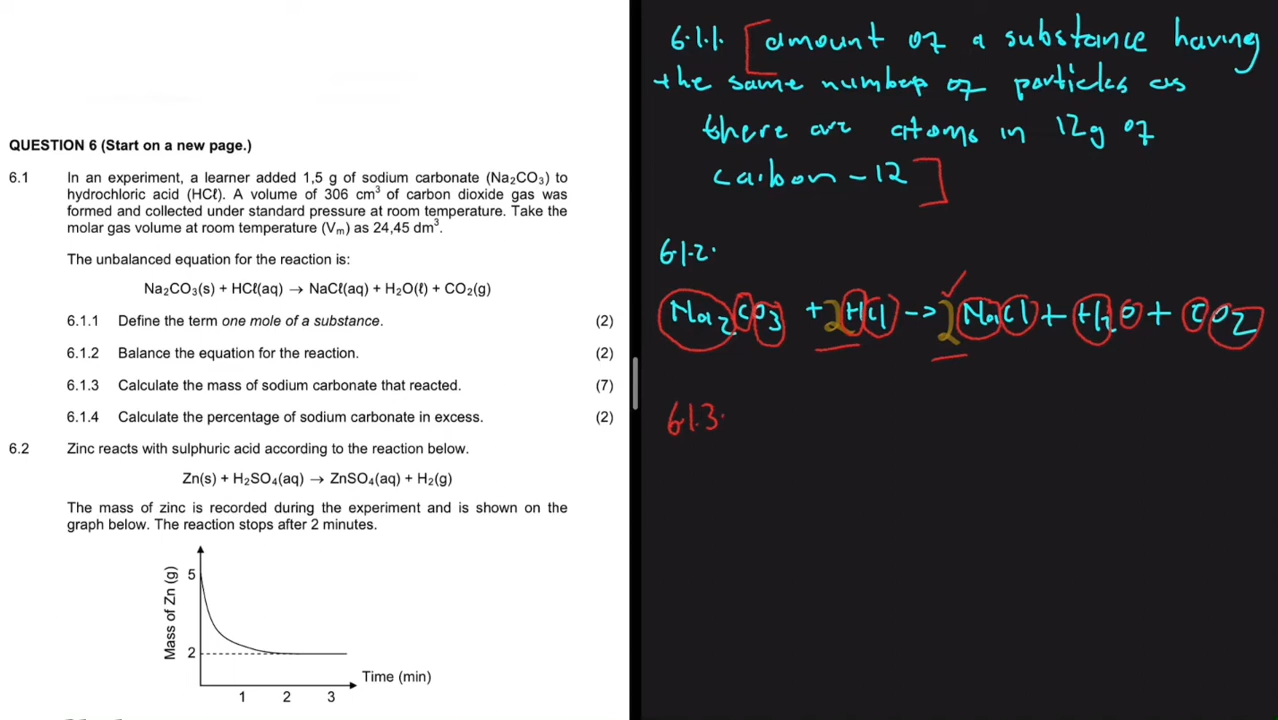 QUESTION 6 (Start on a new page.)
6.1 In an experiment, a learner added 1,5 g of sodium carbonate (Na₂CO₃) to
hydrochloric acid (HCℓ). A volume of 306 cm³ of carbon dioxide gas was
formed and collected under standard pressure at room temperature. Take the
molar gas volume at room temperature (Vₘ) as 24,45 dm³.
The unbalanced equation for the reaction is:
Na₂CO₃(s) + HCℓ(aq) → NaCℓ(aq) + H₂O(ℓ) + CO₂(g)
6.1.1 Define the term one mole of a substance. (2)
6.1.2 Balance the equation for the reaction. (2)
6.1.3 Calculate the mass of sodium carbonate that reacted. (7)
6.1.4 Calculate the percentage of sodium carbonate in excess. (2)
6.2 Zinc reacts with sulphuric acid according to the reaction below.
Zn(s) + H₂SO₄(aq) → ZnSO₄(aq) + H₂(g)
The mass of zinc is recorded during the experiment and is shown on the
graph below. The reaction stops after 2 minutes.
Mass of Zn (g)
5
2
Time (min)
1 2 3
6.1.1. [amount of a substance having
the same number of particles as
there are atoms in 12g of
carbon-12]
6.1.2.
Na₂CO₃ + 2HCl → 2NaCl + H₂O + CO₂
6.1.3.